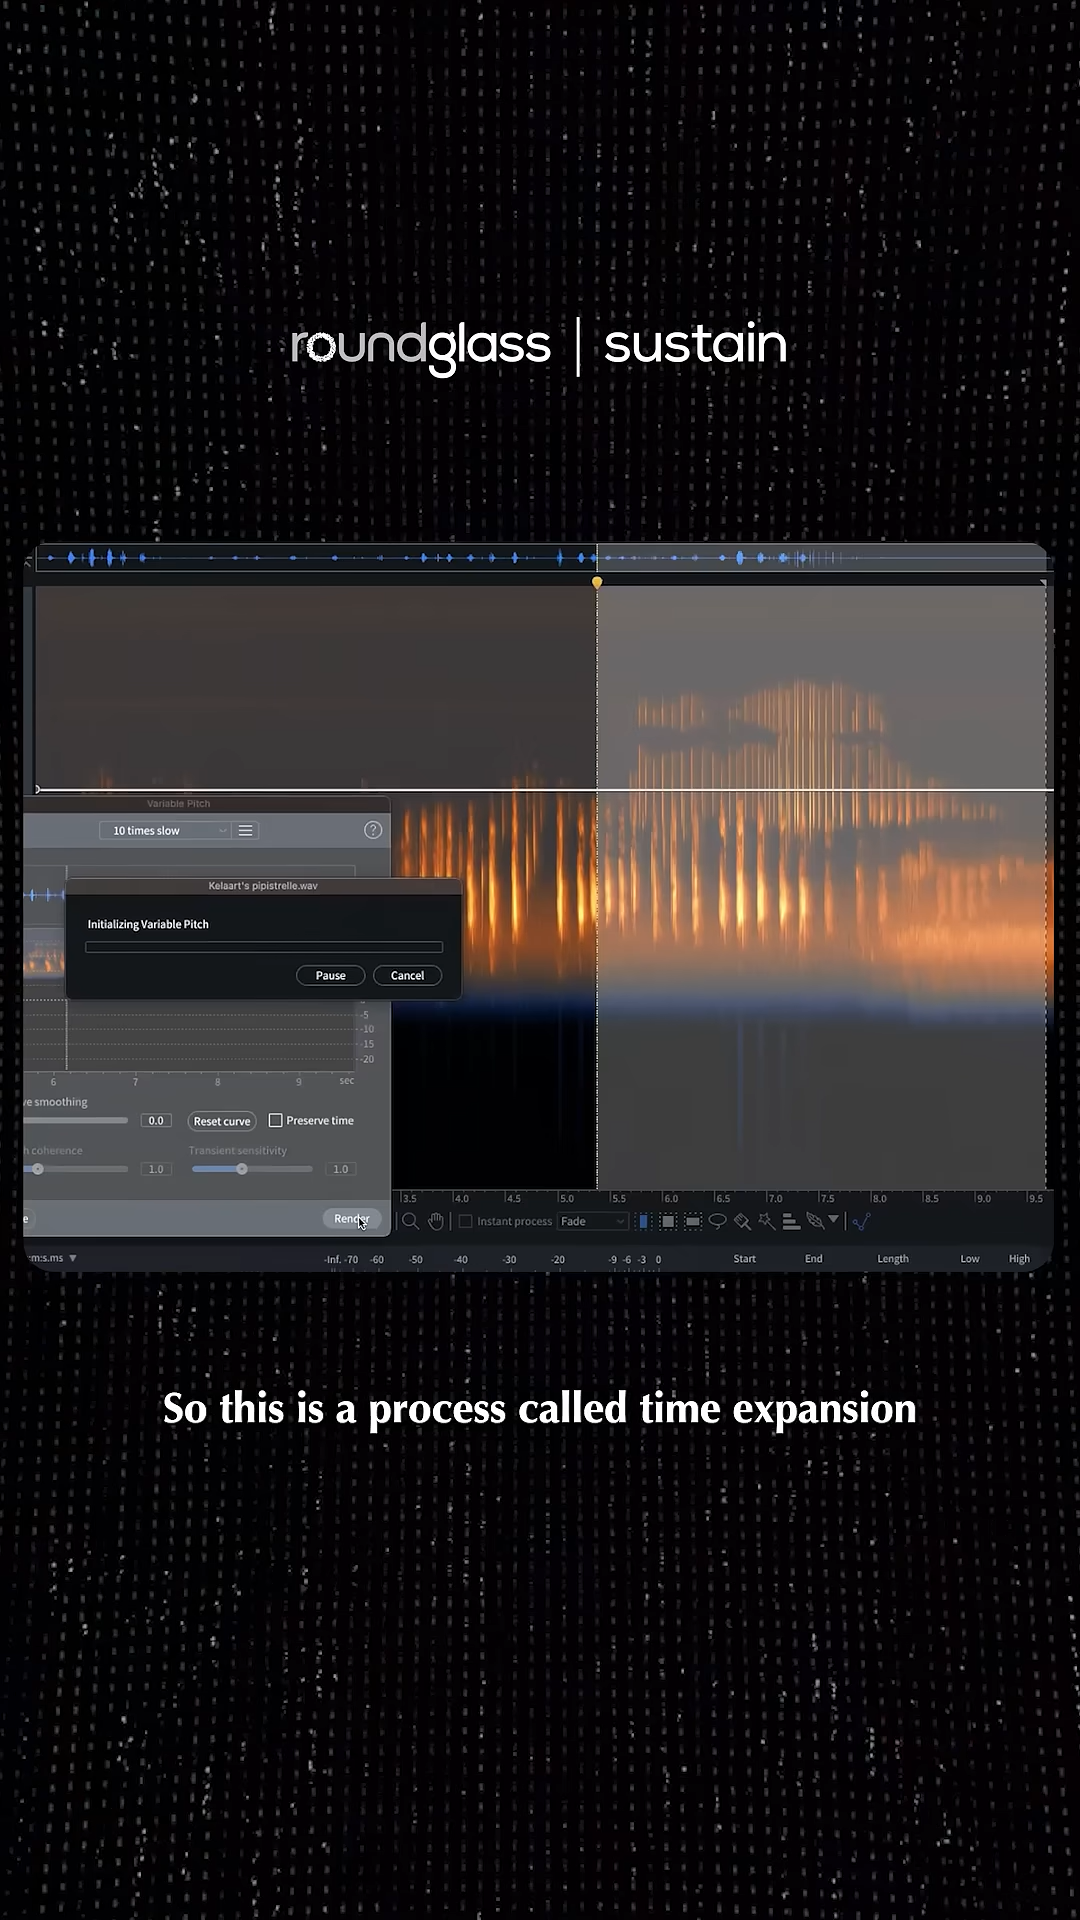 roundglass | sustain
Variable Pitch
10 times slow
?
Kelaart's pipistrelle.wav
Initializing Variable Pitch
Pause
Cancel
-5
-10
-15
-20
6 7 8 9 sec
e smoothing
0.0
Reset curve
Preserve time
h coherence
Transient sensitivity
1.0
1.0
e
Render
3.5 4.0 4.5 5.0 5.5 6.0 6.5 7.0 7.5 8.0 8.5 9.0 9.5
Instant process
Fade
m:s.ms
-Inf. -70 -60 -50 -40 -30 -20 -9 -6 -3 0
Start End Length Low High
So this is a process called time expansion